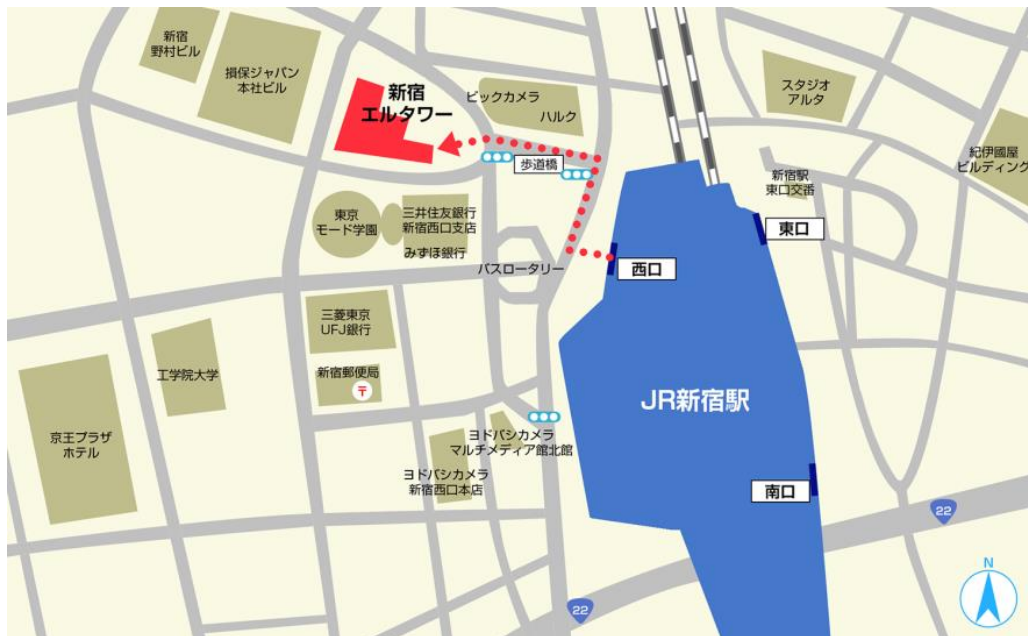 新宿
野村ビル
損保ジャパン
本社ビル
新宿
エルタワー
ビックカメラ
ハルク
スタジオ
アルタ
紀伊國屋
ビルディング
歩道橋
新宿駅
東口交番
東京
モード学園
三井住友銀行
新宿西口支店
みずほ銀行
東口
バスロータリー
西口
三菱東京
UFJ銀行
工学院大学
新宿郵便局
〒
JR新宿駅
京王プラザ
ホテル
ヨドバシカメラ
マルチメディア館北館
ヨドバシカメラ
新宿西口本店
南口
22
22
N